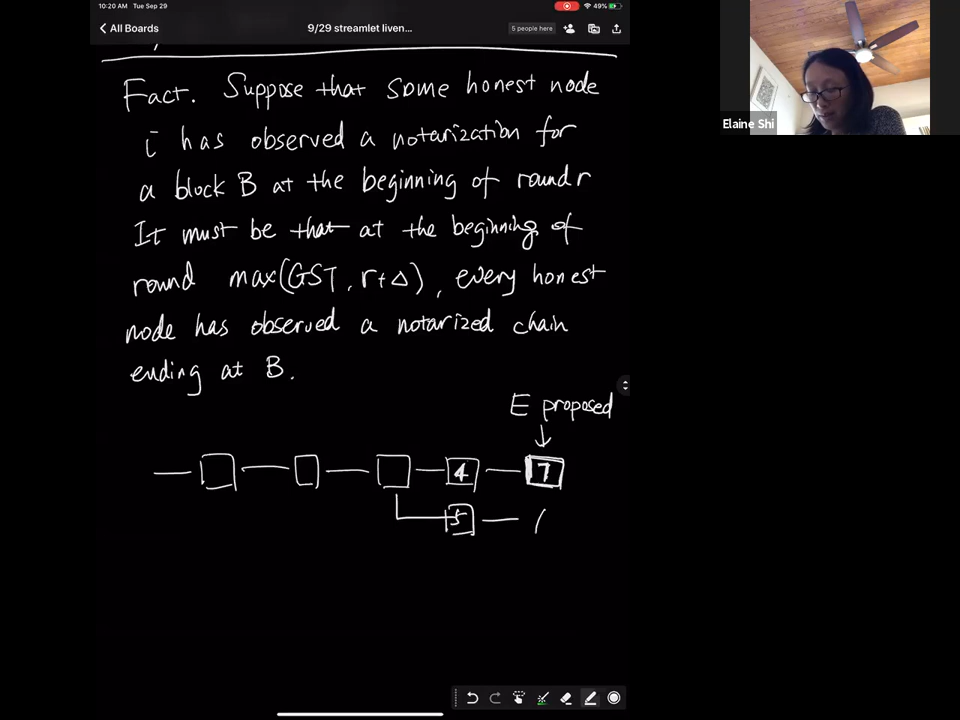 10:20 AM Tue Sep 29
49%
All Boards
9/29 streamlet liven...
5 people here
Elaine Shi
Fact. Suppose that some honest node
i has observed a notarization for
a block B at the beginning of round r
It must be that at the beginning of
round max(GST, r+Δ), every honest
node has observed a notarized chain
ending at B.
E proposed
4 7
5